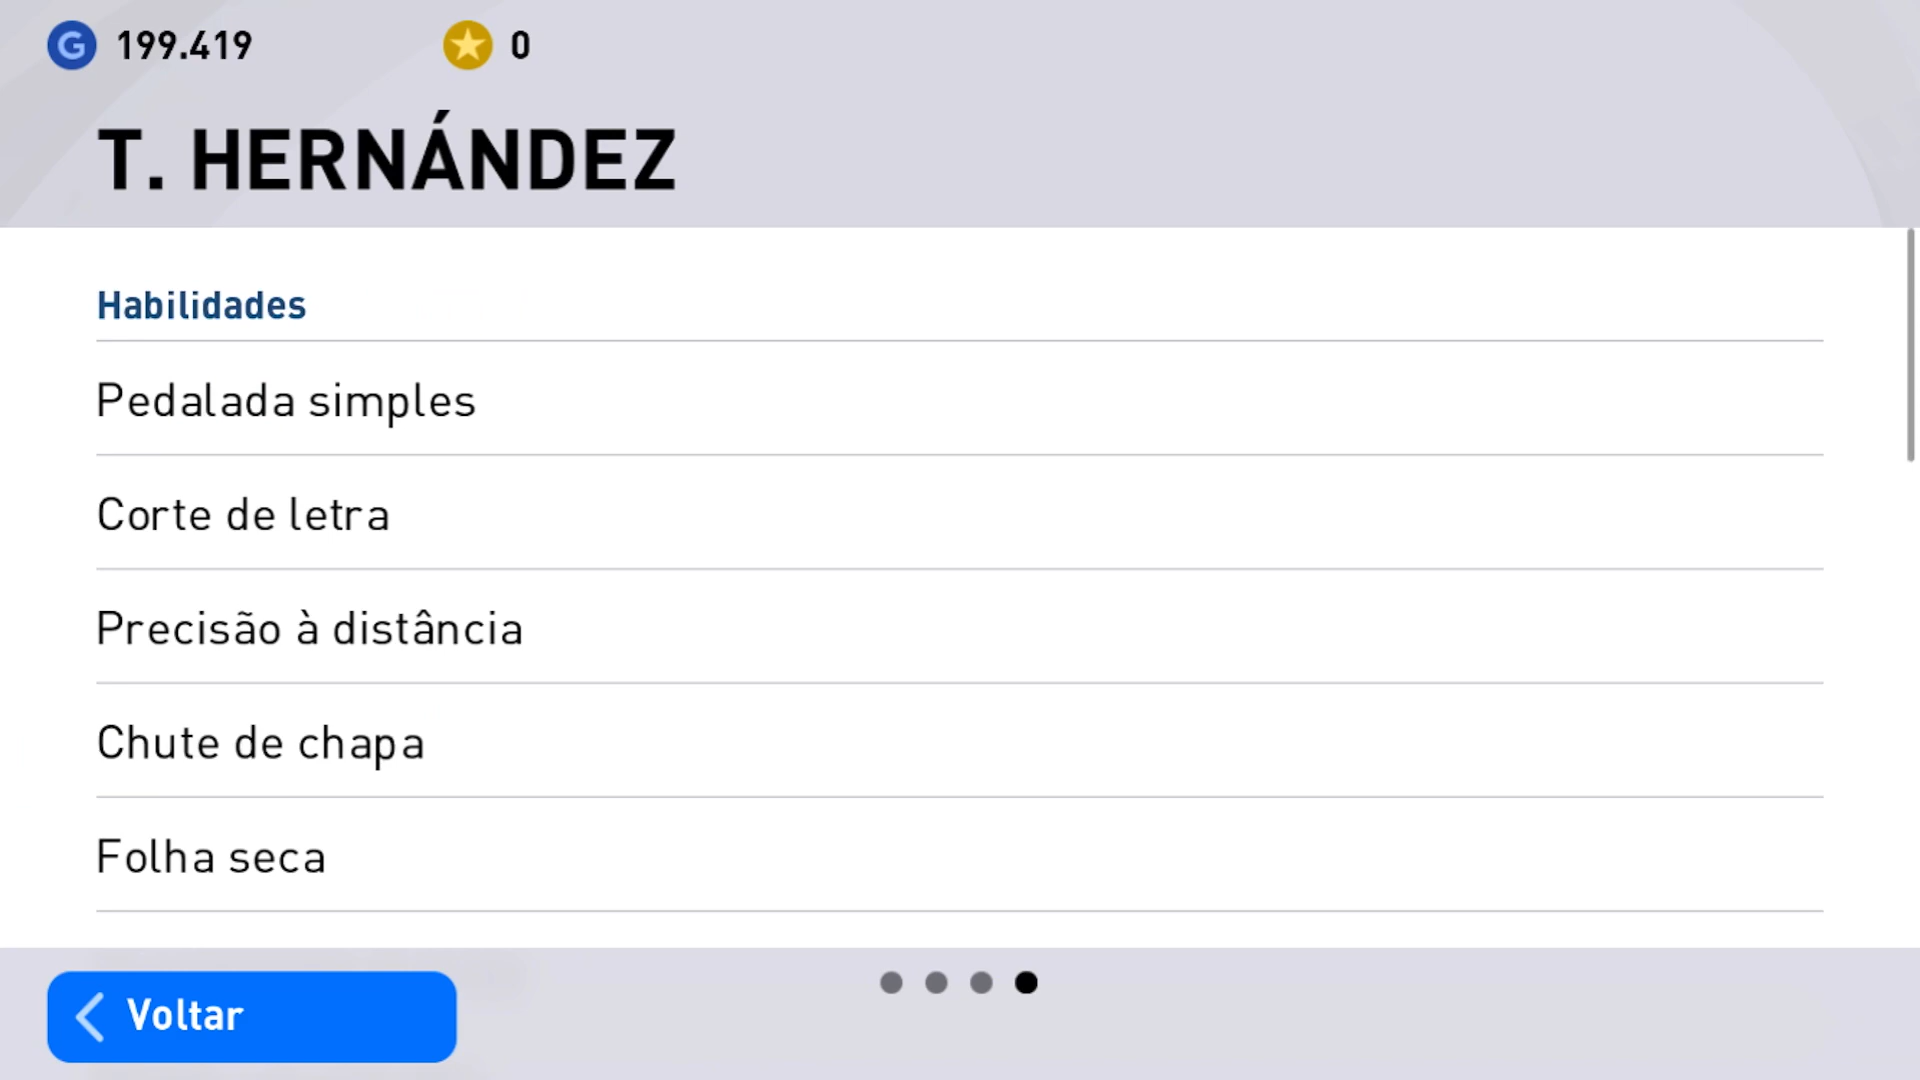 G 199.419 0
T. HERNÁNDEZ
Habilidades
Pedalada simples
Corte de letra
Precisão à distância
Chute de chapa
Folha seca
Voltar